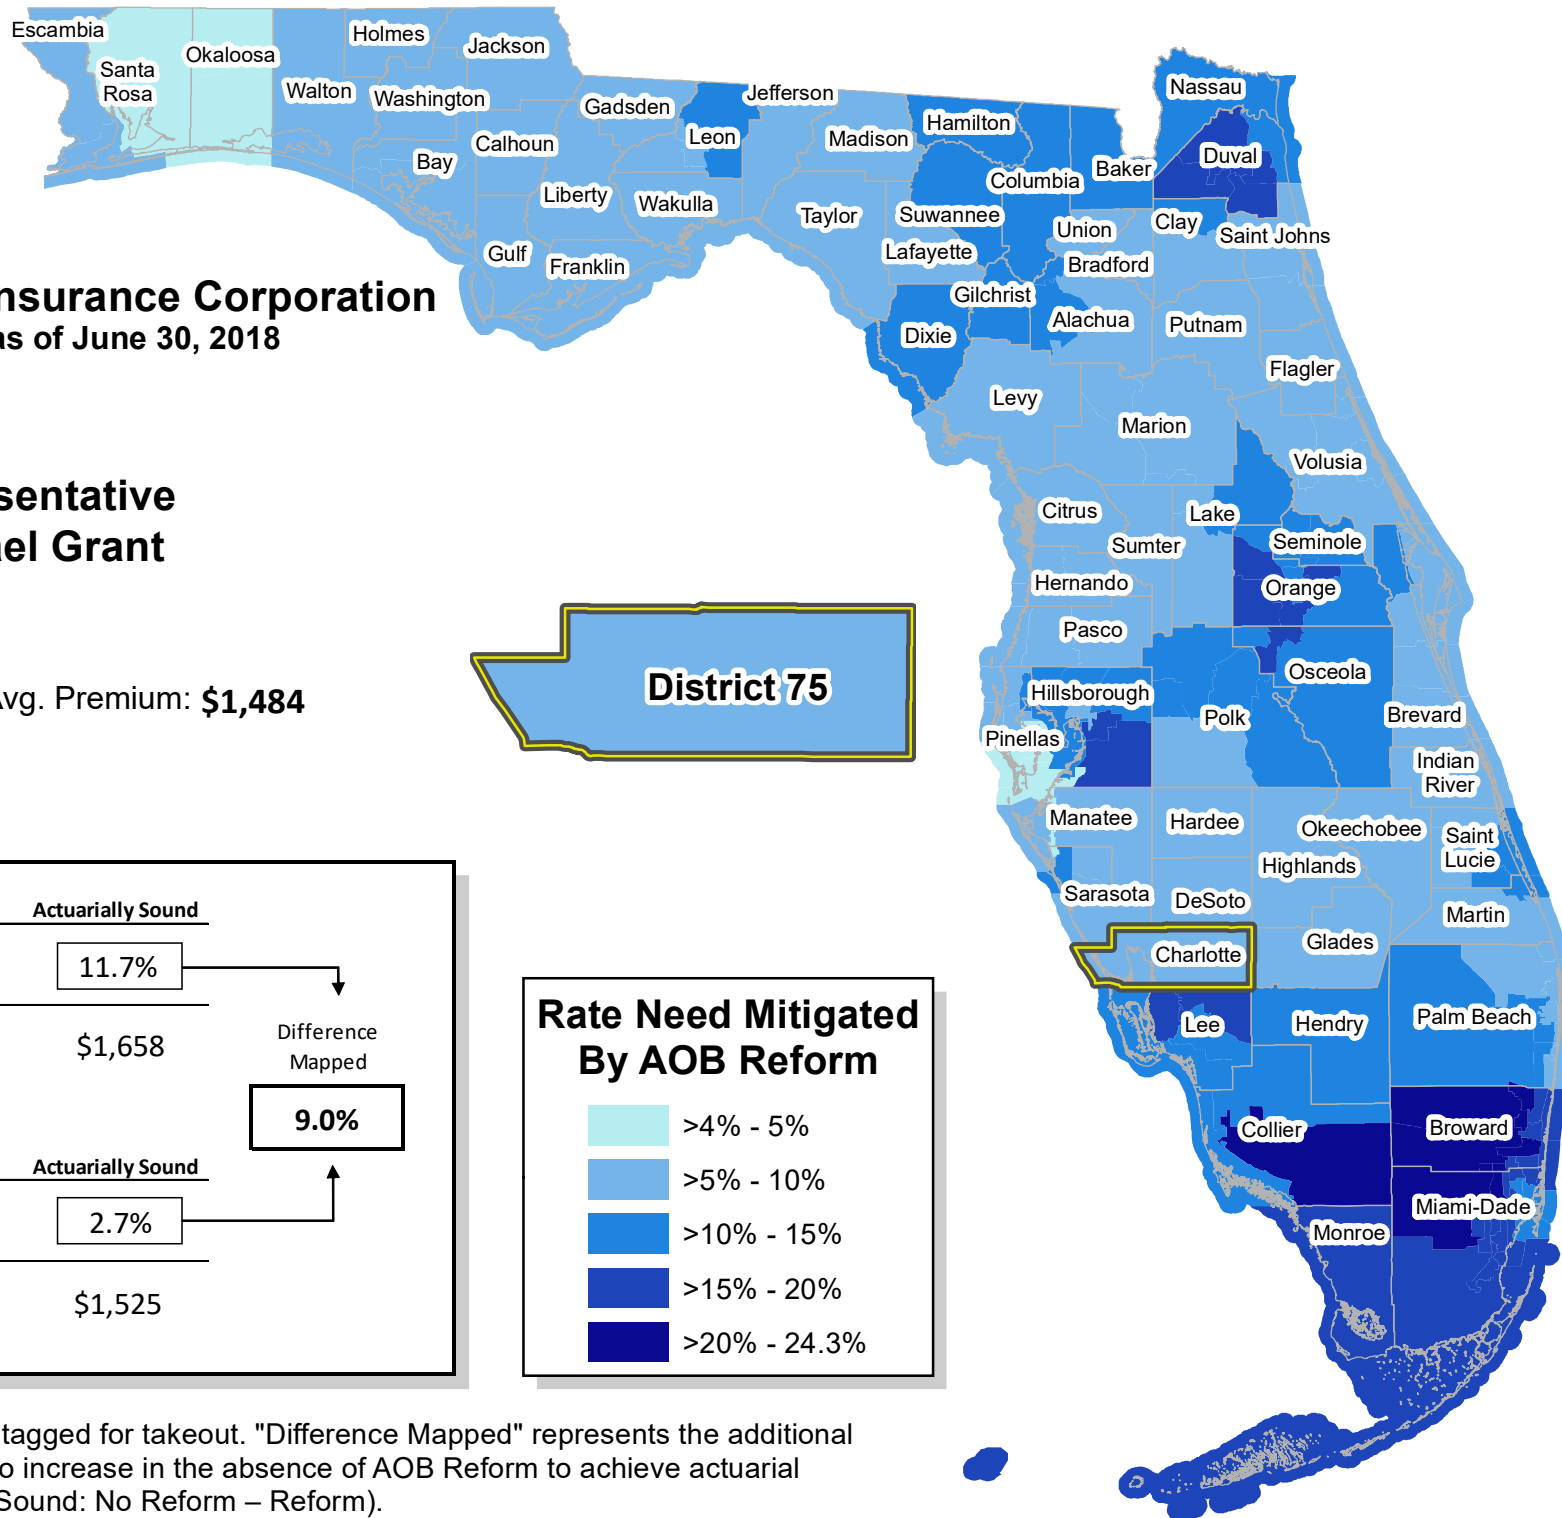 nsurance Corporation
as of June 30, 2018
sentative
el Grant
Avg. Premium: $1,484
District 75
Actuarially Sound
11.7%
$1,658
Difference
Mapped
9.0%
Actuarially Sound
2.7%
$1,525
Rate Need Mitigated
By AOB Reform
>4% - 5%
>5% - 10%
>10% - 15%
>15% - 20%
>20% - 24.3%
tagged for takeout. "Difference Mapped" represents the additional
o increase in the absence of AOB Reform to achieve actuarial
Sound: No Reform – Reform).
Escambia
Santa
Rosa
Okaloosa
Walton
Holmes
Washington
Jackson
Bay
Calhoun
Gulf
Liberty
Franklin
Gadsden
Wakulla
Leon
Jefferson
Madison
Taylor
Hamilton
Suwannee
Lafayette
Dixie
Columbia
Gilchrist
Baker
Union
Bradford
Alachua
Nassau
Duval
Clay
Saint Johns
Putnam
Flagler
Levy
Marion
Volusia
Citrus
Sumter
Lake
Seminole
Orange
Hernando
Pasco
Osceola
Hillsborough
Pinellas
Polk
Brevard
Indian
River
Manatee
Hardee
Okeechobee
Highlands
Saint
Lucie
Sarasota
DeSoto
Martin
Charlotte
Glades
Lee
Hendry
Palm Beach
Collier
Broward
Miami-Dade
Monroe